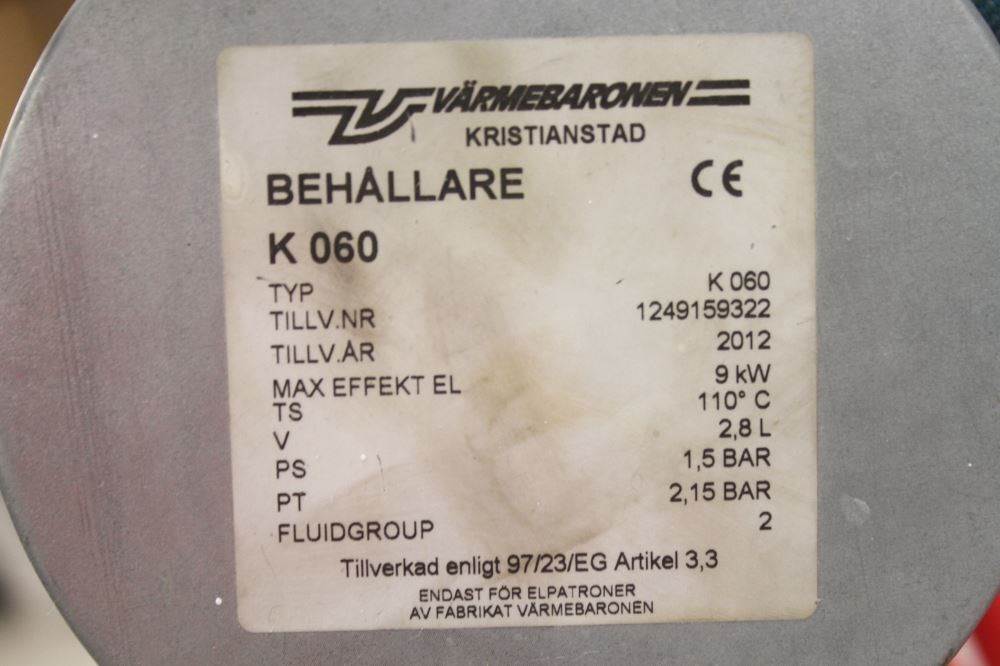 VÄRMEBARONEN
KRISTIANSTAD
BEHÅLLARE CE
K 060
TYP K 060
TILLV.NR 1249159322
TILLV.ÅR 2012
MAX EFFEKT EL 9 kW
TS 110° C
V 2,8 L
PS 1,5 BAR
PT 2,15 BAR
FLUIDGROUP 2
Tillverkad enligt 97/23/EG Artikel 3,3
ENDAST FÖR ELPATRONER
AV FABRIKAT VÄRMEBARONEN